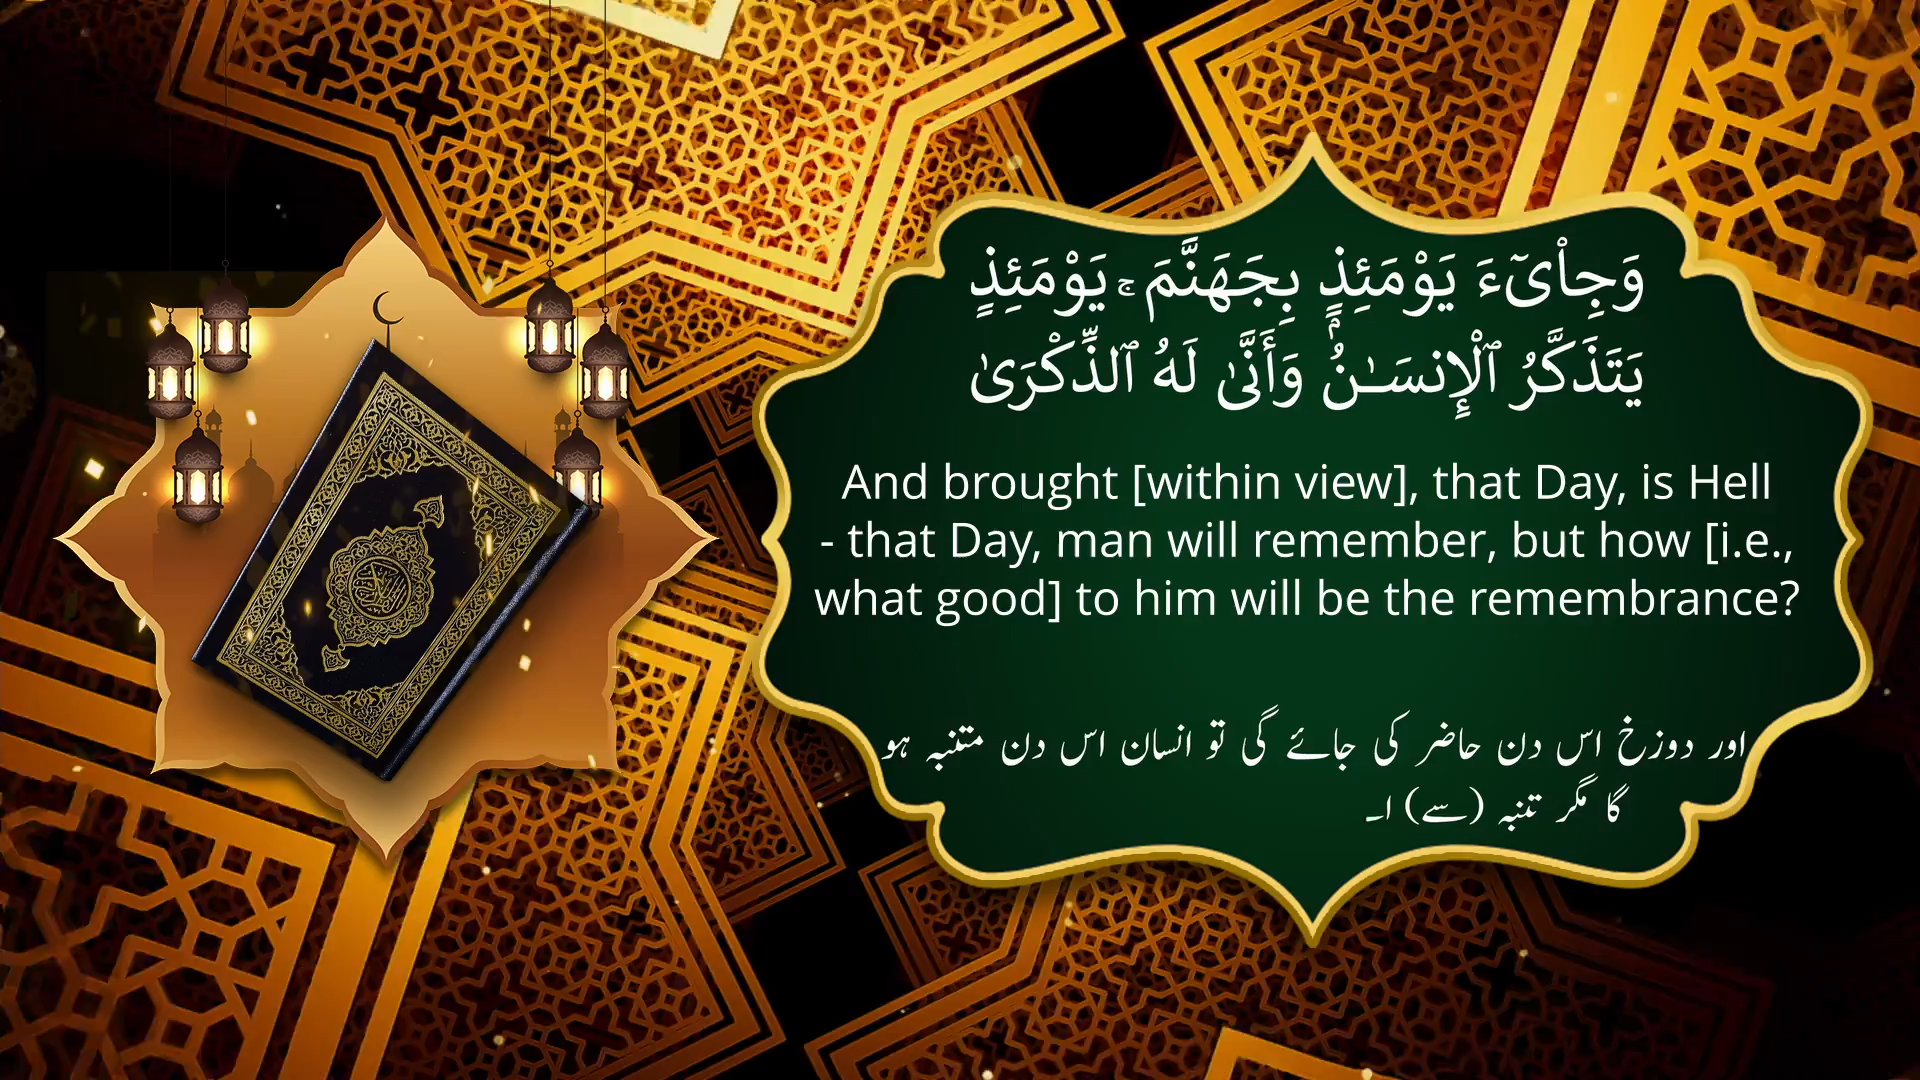 وَجِا۟ىٓءَ يَوْمَئِذٍۭ بِجَهَنَّمَ ۚ يَوْمَئِذٍ
يَتَذَكَّرُ ٱلْإِنسَـٰنُ وَأَنَّىٰ لَهُ ٱلذِّكْرَىٰ
And brought [within view], that Day, is Hell
- that Day, man will remember, but how [i.e.,
what good] to him will be the remembrance?
اور دوزخ اس دن حاضر کی جائے گی تو انسان اس دن متنبہ ہو
گا مگر تنبہ (سے) ا۔